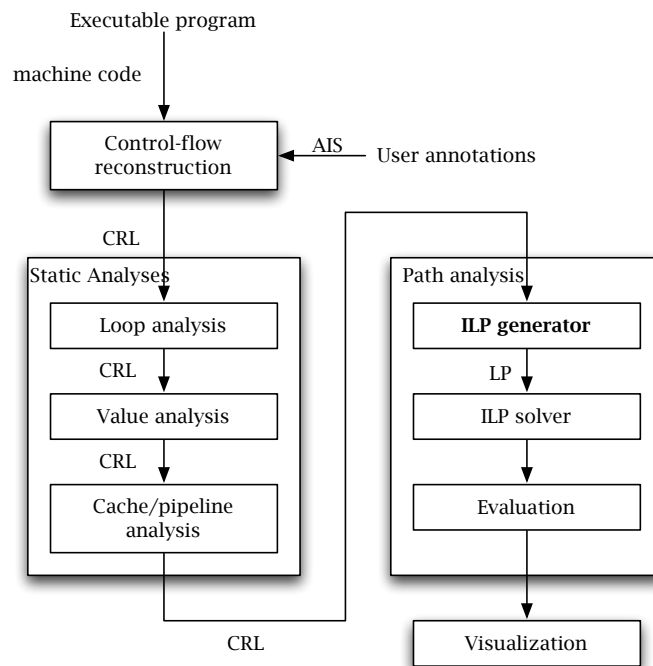 Executable program
machine code
Control-flow
reconstruction
AIS
User annotations
CRL
Static Analyses
Loop analysis
CRL
Value analysis
CRL
Cache/pipeline
analysis
CRL
Path analysis
ILP generator
LP
ILP solver
Evaluation
Visualization